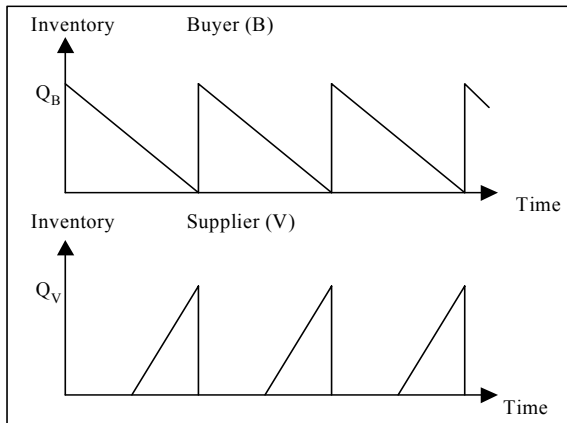 Inventory Buyer (B)
Q_B
Time
Inventory Supplier (V)
Q_V
Time